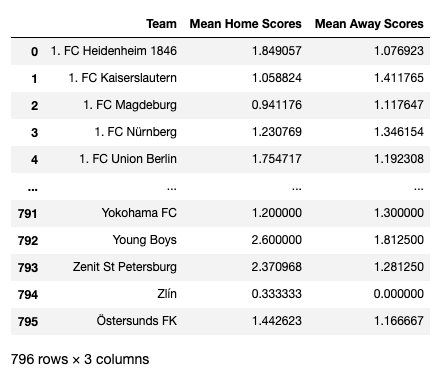 Team Mean Home Scores Mean Away Scores
0 1. FC Heidenheim 1846 1.849057 1.076923
1 1. FC Kaiserslautern 1.058824 1.411765
2 1. FC Magdeburg 0.941176 1.117647
3 1. FC Nürnberg 1.230769 1.346154
4 1. FC Union Berlin 1.754717 1.192308
... ... ... ...
791 Yokohama FC 1.200000 1.300000
792 Young Boys 2.600000 1.812500
793 Zenit St Petersburg 2.370968 1.281250
794 Zlín 0.333333 0.000000
795 Östersunds FK 1.442623 1.166667
796 rows × 3 columns